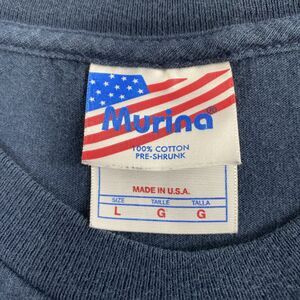 Murina®
100% COTTON
PRE-SHRUNK
MADE IN U.S.A.
SIZE TAILLE TALLA
L G G